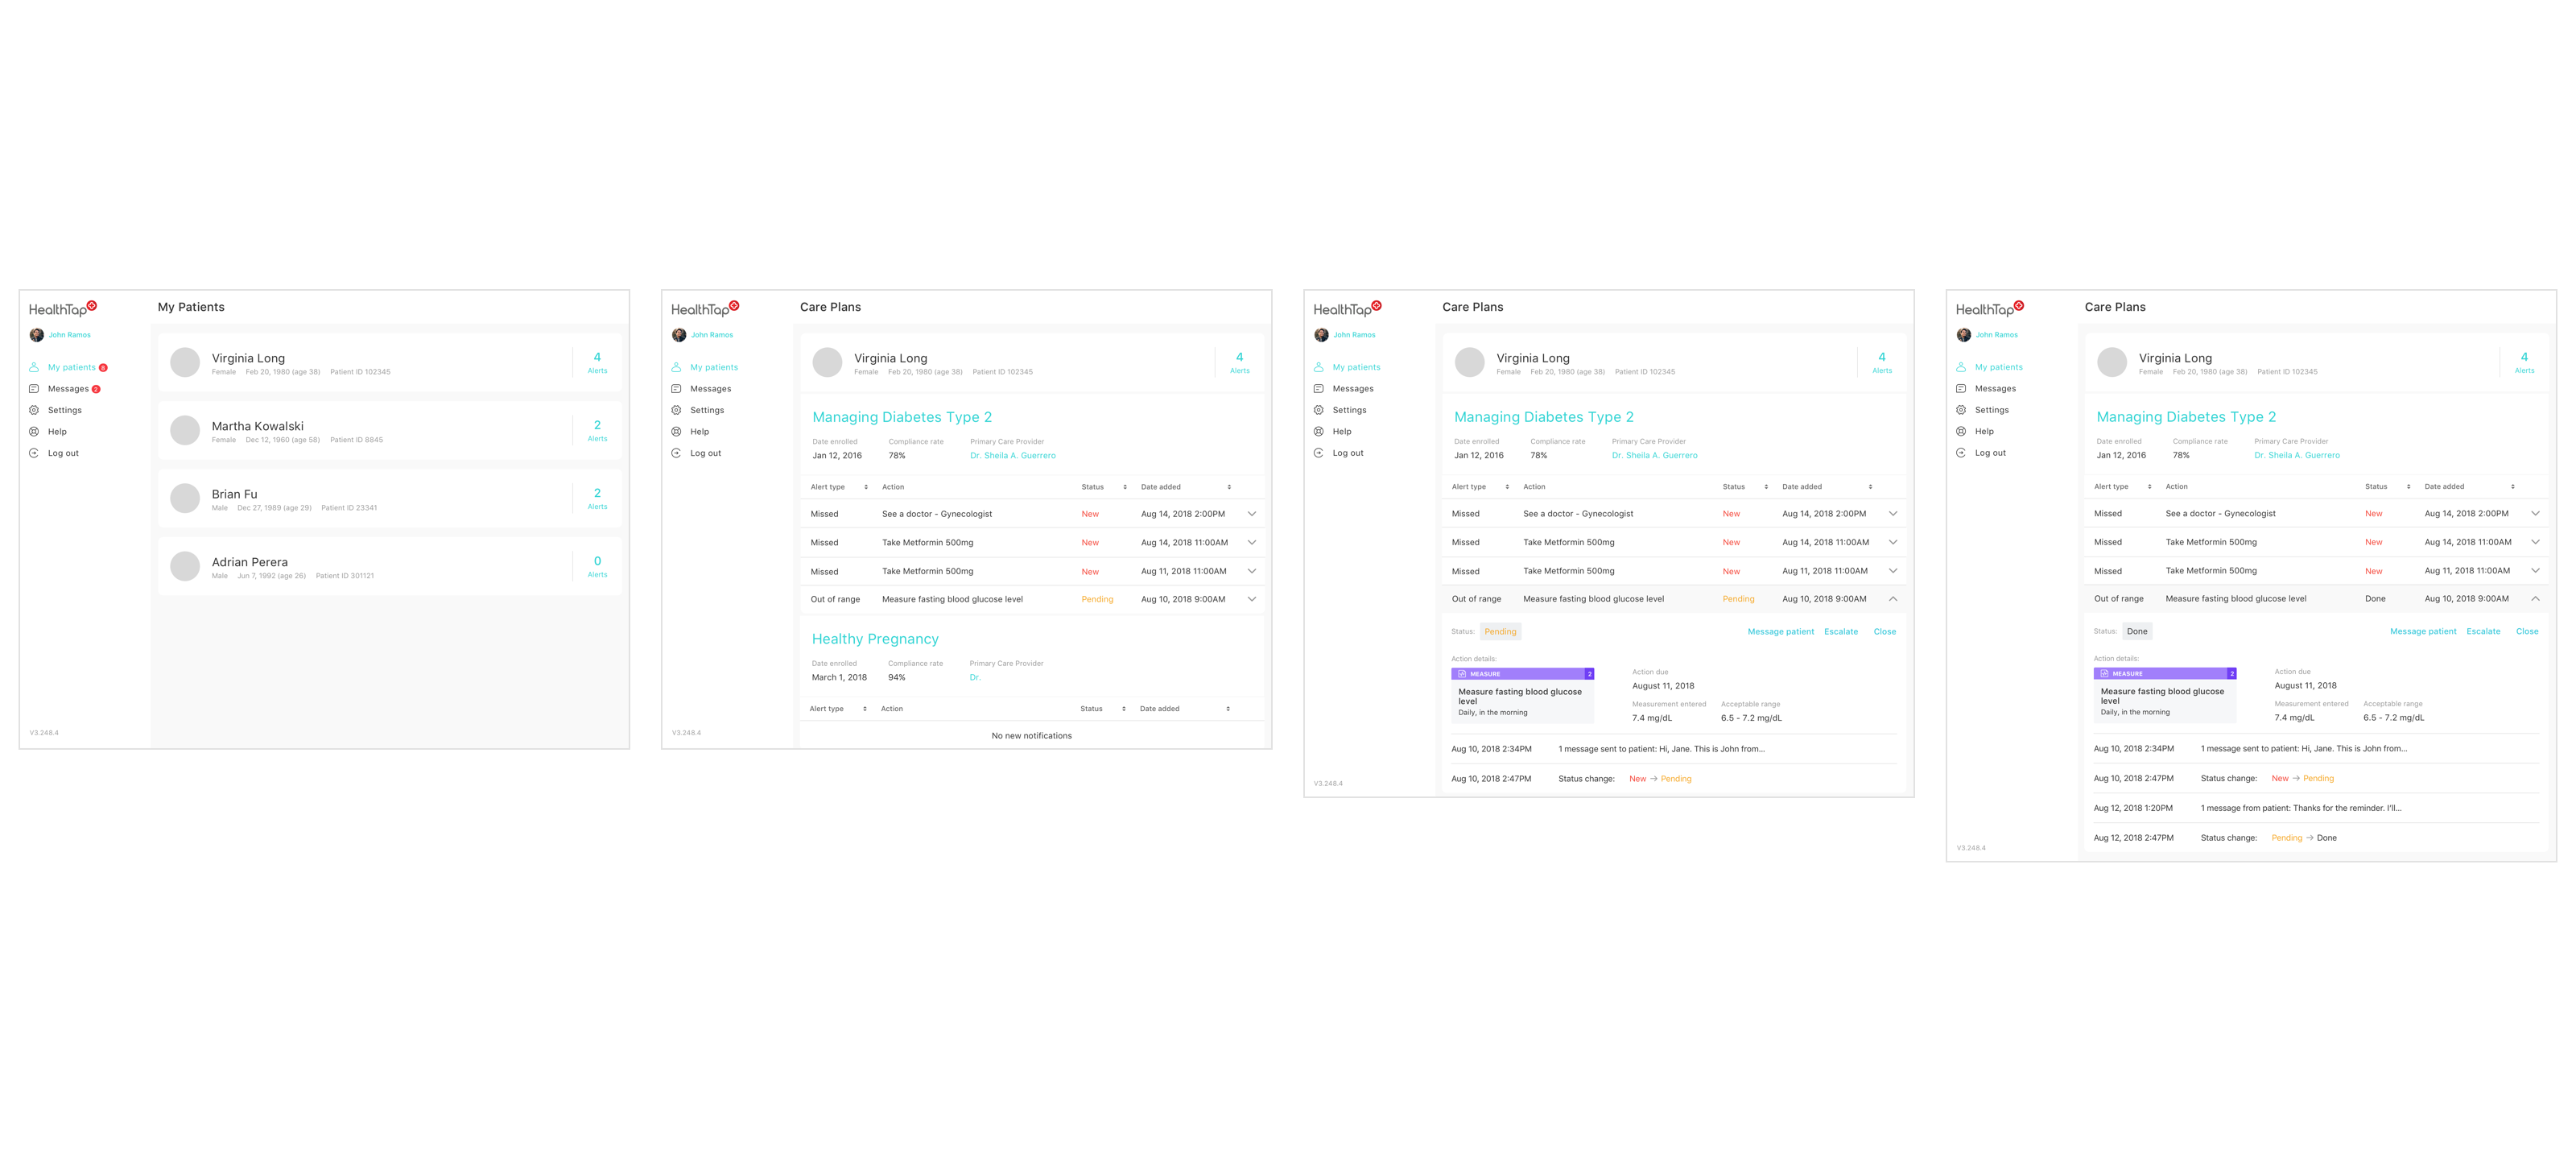 HealthTap
John Ramos
My patients 8
Messages 2
Settings
Help
Log out
V3.248.4
My Patients
Virginia Long
Female Feb 20, 1980 (age 38) Patient ID 102345
4
Alerts
Martha Kowalski
Female Dec 12, 1960 (age 58) Patient ID 8845
2
Alerts
Brian Fu
Male Dec 27, 1989 (age 29) Patient ID 23341
2
Alerts
Adrian Perera
Male Jun 7, 1992 (age 26) Patient ID 301121
0
Alerts
HealthTap
John Ramos
My patients
Messages
Settings
Help
Log out
V3.248.4
Care Plans
Virginia Long
Female Feb 20, 1980 (age 38) Patient ID 102345
4
Alerts
Managing Diabetes Type 2
Date enrolled Compliance rate Primary Care Provider
Jan 12, 2016 78% Dr. Sheila A. Guerrero
Alert type Action Status Date added
Missed See a doctor - Gynecologist New Aug 14, 2018 2:00PM
Missed Take Metformin 500mg New Aug 14, 2018 11:00AM
Missed Take Metformin 500mg New Aug 11, 2018 11:00AM
Out of range Measure fasting blood glucose level Pending Aug 10, 2018 9:00AM
Healthy Pregnancy
Date enrolled Compliance rate Primary Care Provider
March 1, 2018 94% Dr.
Alert type Action Status Date added
No new notifications
HealthTap
John Ramos
My patients
Messages
Settings
Help
Log out
V3.248.4
Care Plans
Virginia Long
Female Feb 20, 1980 (age 38) Patient ID 102345
4
Alerts
Managing Diabetes Type 2
Date enrolled Compliance rate Primary Care Provider
Jan 12, 2016 78% Dr. Sheila A. Guerrero
Alert type Action Status Date added
Missed See a doctor - Gynecologist New Aug 14, 2018 2:00PM
Missed Take Metformin 500mg New Aug 14, 2018 11:00AM
Missed Take Metformin 500mg New Aug 11, 2018 11:00AM
Out of range Measure fasting blood glucose level Pending Aug 10, 2018 9:00AM
Status: Pending Message patient Escalate Close
Action details:
MEASURE 2
Measure fasting blood glucose
level
Daily, in the morning
Action due
August 11, 2018
Measurement entered Acceptable range
7.4 mg/dL 6.5 - 7.2 mg/dL
Aug 10, 2018 2:34PM 1 message sent to patient: Hi, Jane. This is John from...
Aug 10, 2018 2:47PM Status change: New → Pending
HealthTap
John Ramos
My patients
Messages
Settings
Help
Log out
V3.248.4
Care Plans
Virginia Long
Female Feb 20, 1980 (age 38) Patient ID 102345
4
Alerts
Managing Diabetes Type 2
Date enrolled Compliance rate Primary Care Provider
Jan 12, 2016 78% Dr. Sheila A. Guerrero
Alert type Action Status Date added
Missed See a doctor - Gynecologist New Aug 14, 2018 2:00PM
Missed Take Metformin 500mg New Aug 14, 2018 11:00AM
Missed Take Metformin 500mg New Aug 11, 2018 11:00AM
Out of range Measure fasting blood glucose level Done Aug 10, 2018 9:00AM
Status: Done Message patient Escalate Close
Action details:
MEASURE 2
Measure fasting blood glucose
level
Daily, in the morning
Action due
August 11, 2018
Measurement entered Acceptable range
7.4 mg/dL 6.5 - 7.2 mg/dL
Aug 10, 2018 2:34PM 1 message sent to patient: Hi, Jane. This is John from...
Aug 10, 2018 2:47PM Status change: New → Pending
Aug 12, 2018 1:20PM 1 message from patient: Thanks for the reminder. I'll...
Aug 12, 2018 2:47PM Status change: Pending → Done